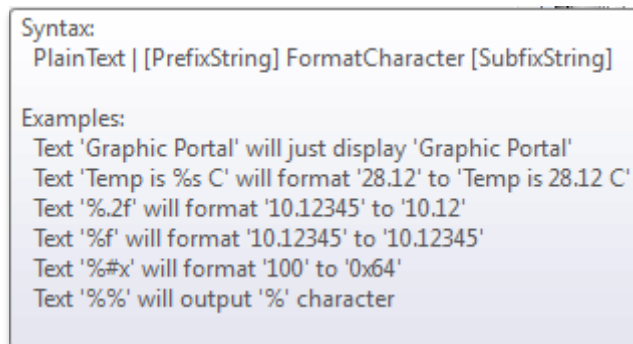 Syntax:
PlainText | [PrefixString] FormatCharacter [SubfixString]
Examples:
Text 'Graphic Portal' will just display 'Graphic Portal'
Text 'Temp is %s C' will format '28.12' to 'Temp is 28.12 C'
Text '%.2f' will format '10.12345' to '10.12'
Text '%f' will format '10.12345' to '10.12345'
Text '%#x' will format '100' to '0x64'
Text '%%' will output '%' character